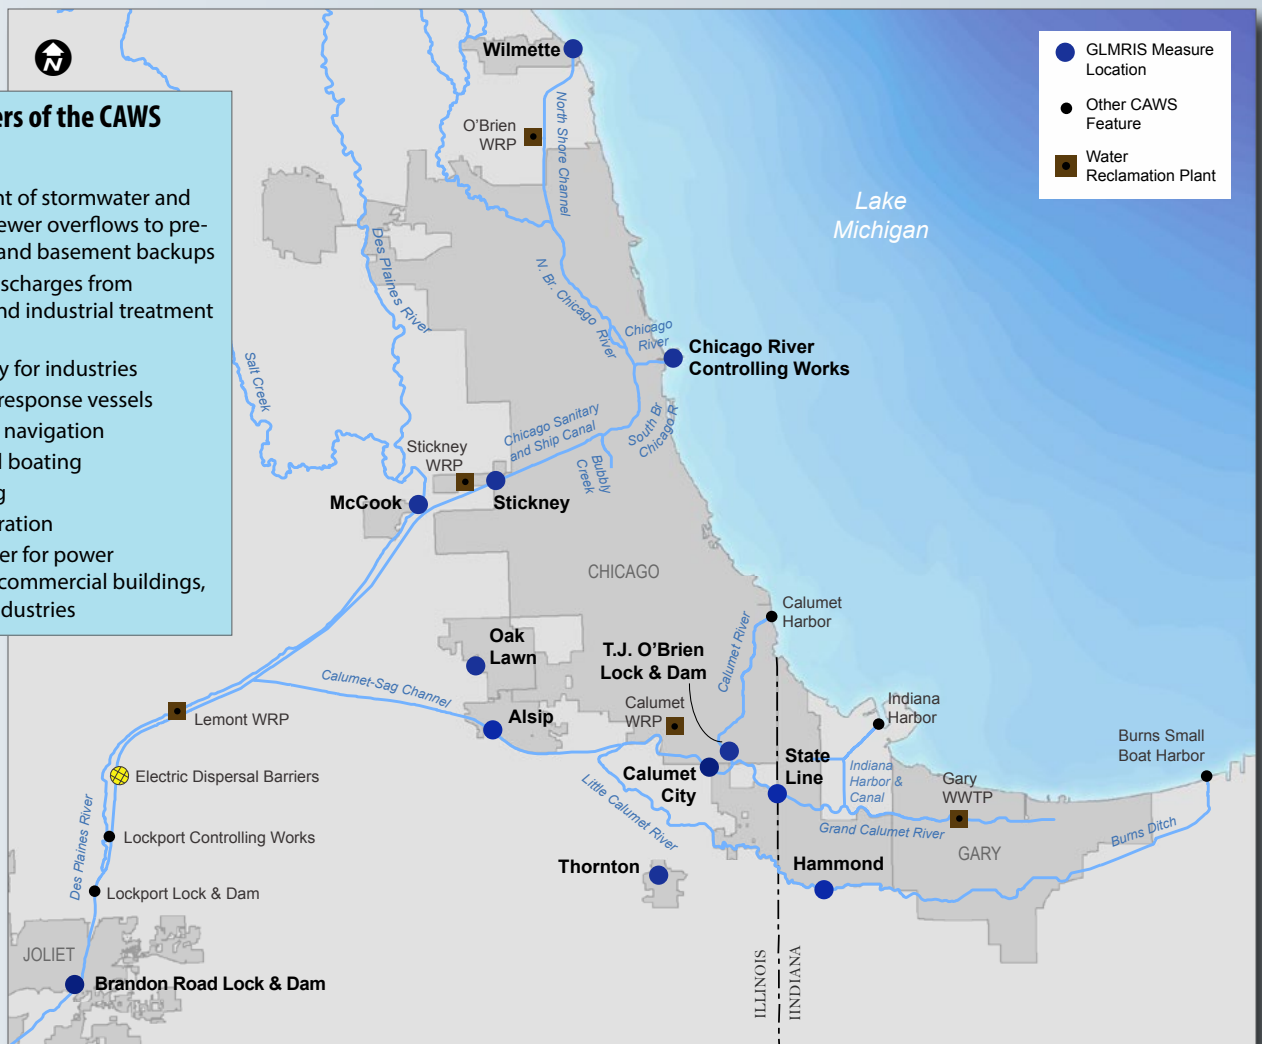 N
ers of the CAWS
nt of stormwater and
ewer overflows to pre-
and basement backups
scharges from
nd industrial treatment
y for industries
response vessels
navigation
l boating
g
ration
er for power
commercial buildings,
dustries
GLMRIS Measure
Location
Other CAWS
Feature
Water
Reclamation Plant
Wilmette
O'Brien
WRP
North Shore Channel
Lake
Michigan
Des Plaines River
N. Br. Chicago River
Chicago
River
Chicago River
Controlling Works
Salt Creek
Chicago Sanitary
and Ship Canal
South Br
Chicago R
Bubbly
Creek
Stickney
WRP
McCook
Stickney
CHICAGO
Calumet
Harbor
Oak
Lawn
T.J. O'Brien
Lock & Dam
Calumet River
Calumet-Sag Channel
Alsip
Calumet
WRP
Indiana
Harbor
Lemont WRP
Burns Small
Boat Harbor
Electric Dispersal Barriers
Calumet
City
State
Line
Indiana
Harbor &
Canal
Gary
WWTP
Little Calumet River
Grand Calumet River
Burns Ditch
Des Plaines River
Lockport Controlling Works
GARY
Thornton
Hammond
Lockport Lock & Dam
JOLIET
Brandon Road Lock & Dam
ILLINOIS
IINDIANA